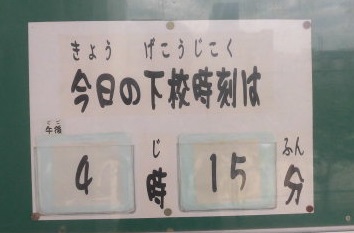 きょう げこうじこく
今日の下校時刻は
ごご じ ふん
午後 4 時 15 分